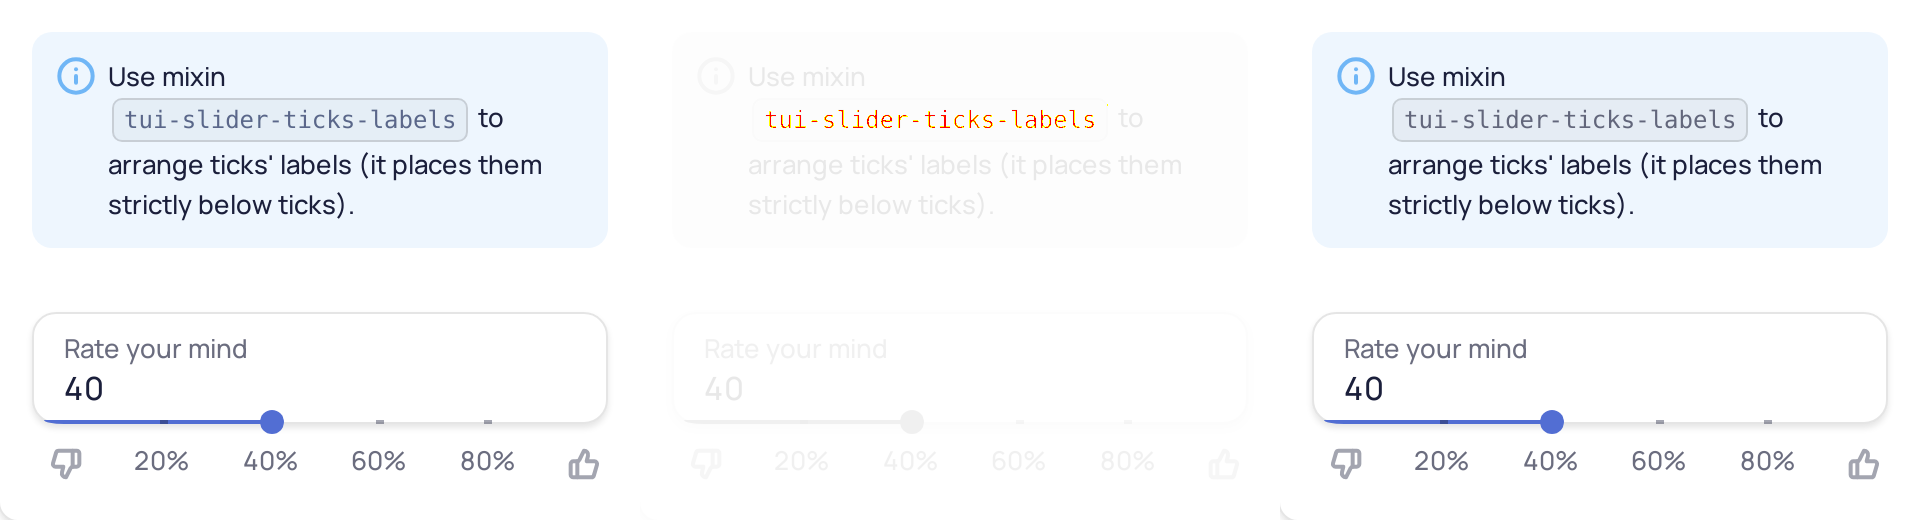 Use mixin
tui-slider-ticks-labels to
arrange ticks' labels (it places them
strictly below ticks).
Rate your mind
40
20% 40% 60% 80%
Use mixin
tui-slider-ticks-labels to
arrange ticks' labels (it places them
strictly below ticks).
Rate your mind
40
20% 40% 60% 80%
Use mixin
tui-slider-ticks-labels to
arrange ticks' labels (it places them
strictly below ticks).
Rate your mind
40
20% 40% 60% 80%